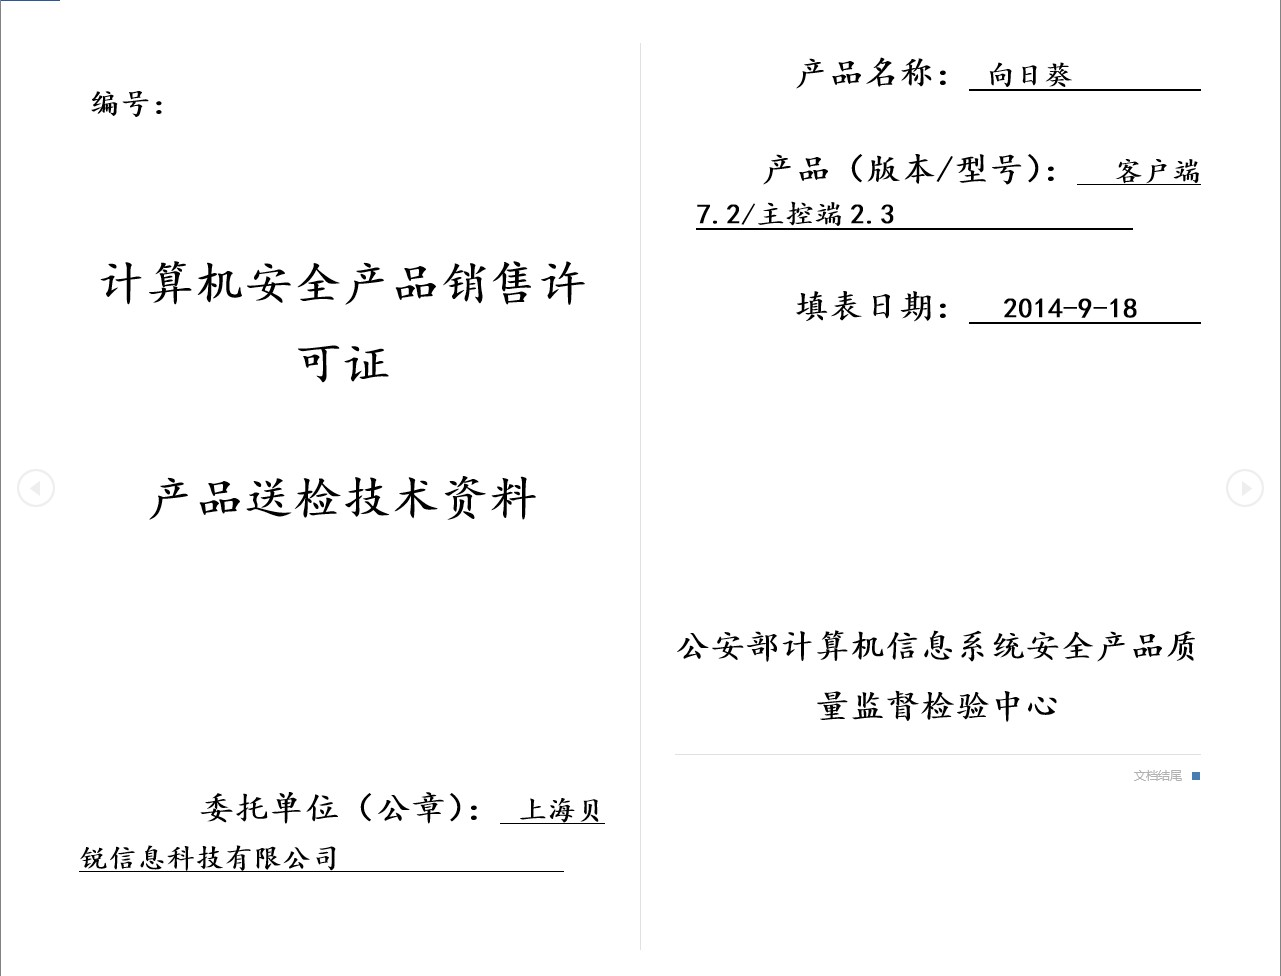 编号：
计算机安全产品销售许
可证
产品送检技术资料
委托单位（公章）： 上海贝
锐信息科技有限公司
产品名称： 向日葵
产品（版本/型号）： 客户端
7.2/主控端2.3
填表日期： 2014-9-18
公安部计算机信息系统安全产品质
量监督检验中心
文档结尾